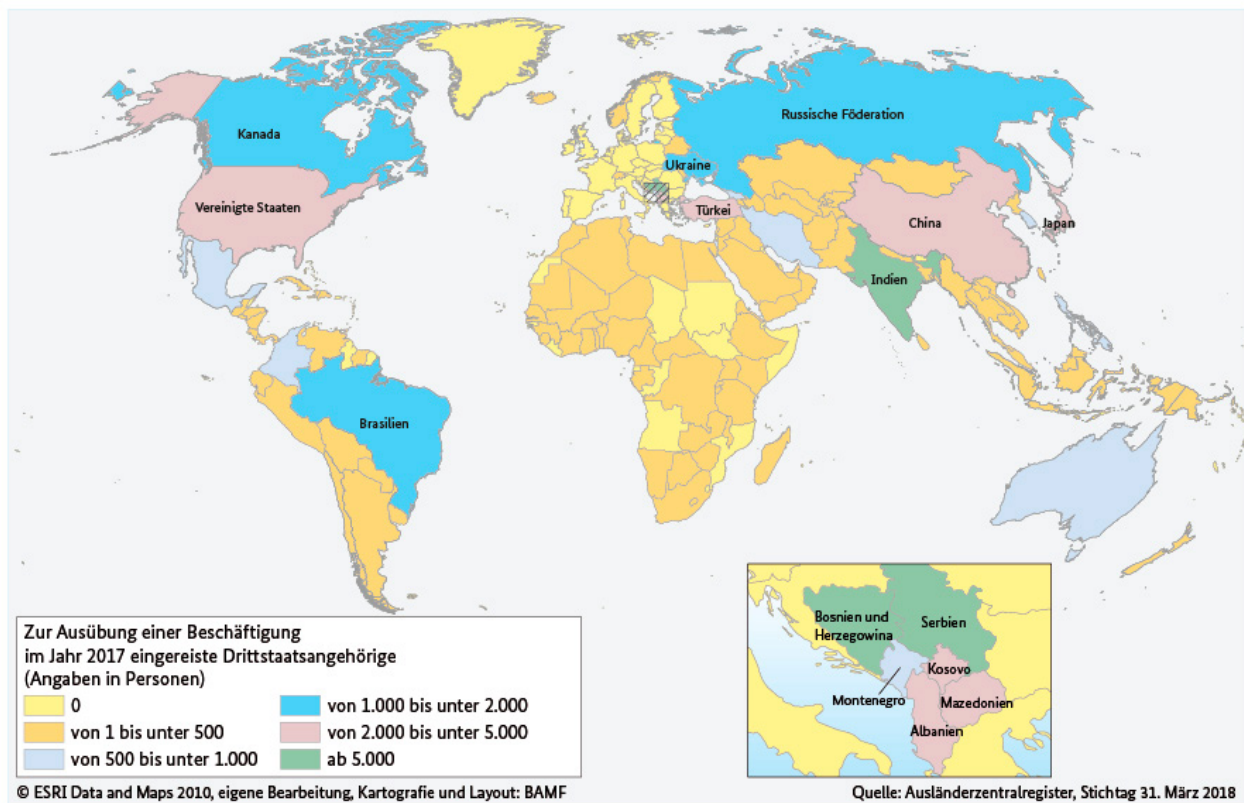 Kanada
Russische Föderation
Ukraine
Vereinigte Staaten
Türkei
China
Japan
Indien
Brasilien
Zur Ausübung einer Beschäftigung
im Jahr 2017 eingereiste Drittstaatsangehörige
(Angaben in Personen)
0
von 1 bis unter 500
von 500 bis unter 1.000
von 1.000 bis unter 2.000
von 2.000 bis unter 5.000
ab 5.000
Bosnien und
Herzegowina
Serbien
Kosovo
Montenegro
Mazedonien
Albanien
© ESRI Data and Maps 2010, eigene Bearbeitung, Kartografie und Layout: BAMF
Quelle: Ausländerzentralregister, Stichtag 31. März 2018